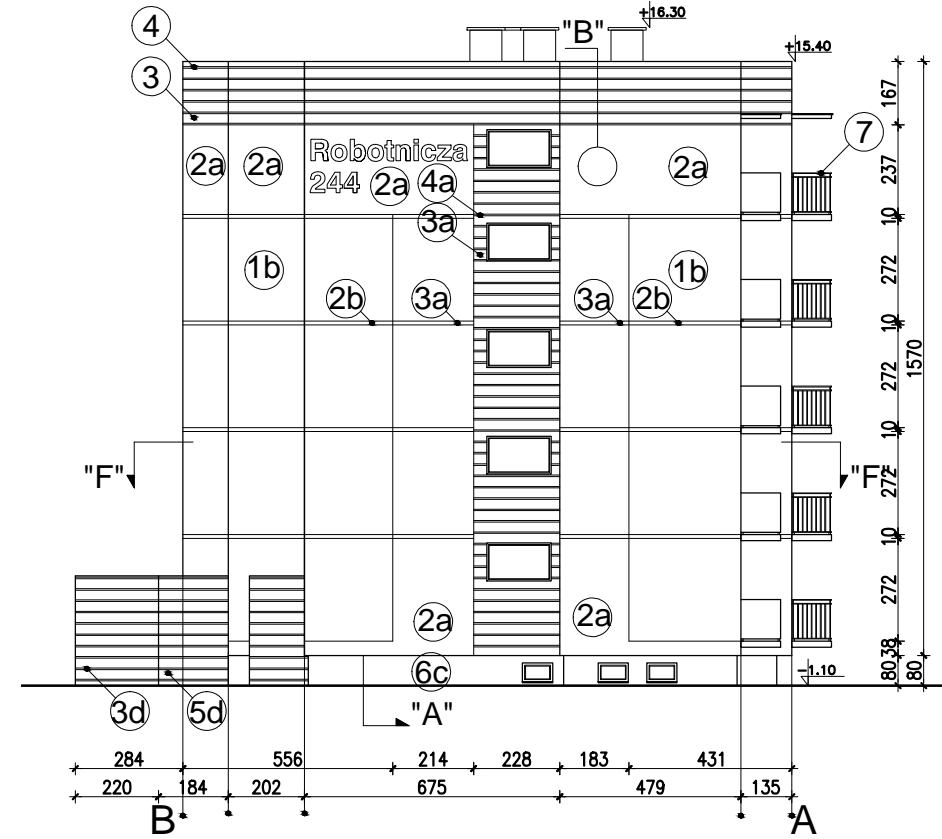 +16.30
4
"B"
+15.40
3
167
7
Robotnicza
2a
2a
2a
244
2a
4a
237
3a
10
1b
1b
272
2b
3a
3a
2b
10
1570
272
10
"F"
"F"
272
10
272
2a
2a
38
6c
80
80
-1.10
3d
5d
"A"
284
556
214
228
183
431
220
184
202
675
479
135
B
A